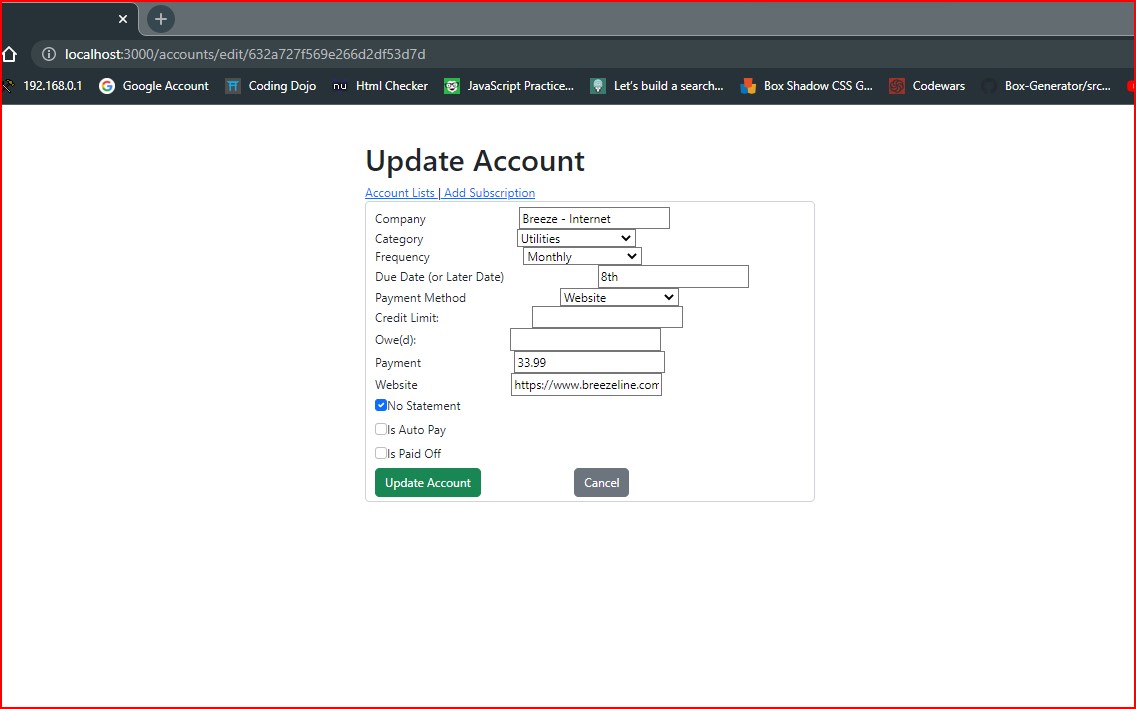 localhost:3000/accounts/edit/632a727f569e266d2df53d7d
192.168.0.1 Google Account Coding Dojo nu Html Checker JavaScript Practice... Let's build a search... Box Shadow CSS G... Codewars Box-Generator/src...
Update Account
Account Lists | Add Subscription
Company Breeze - Internet
Category Utilities
Frequency Monthly
Due Date (or Later Date) 8th
Payment Method Website
Credit Limit:
Owe(d):
Payment 33.99
Website https://www.breezeline.com
No Statement
Is Auto Pay
Is Paid Off
Update Account Cancel